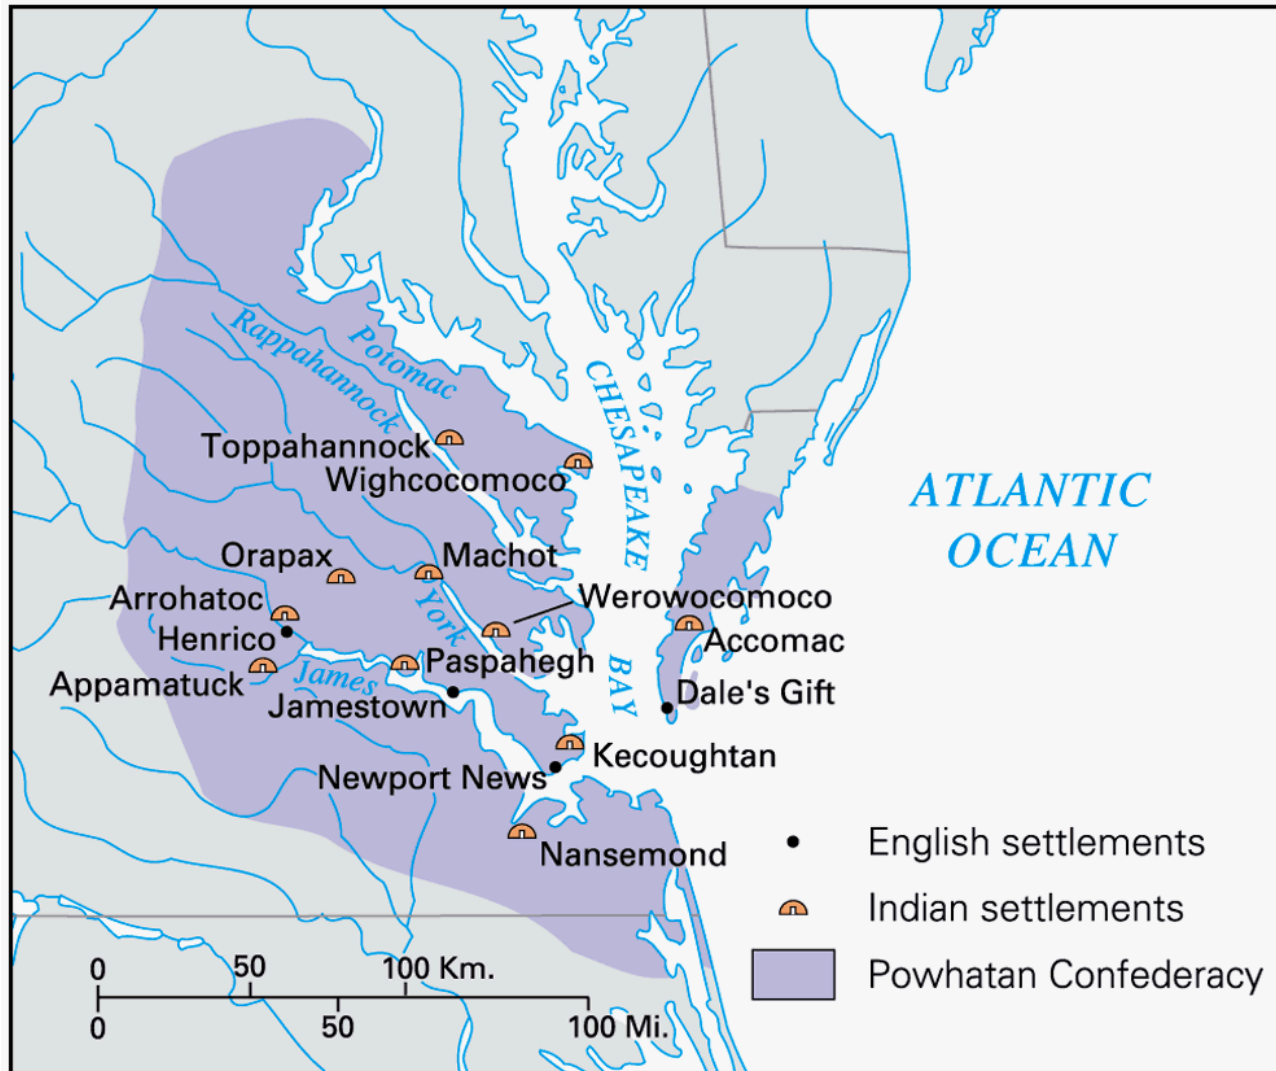 Rappahannock
Potomac
CHESAPEAKE
BAY
Toppahannock
Wighcocomoco
ATLANTIC
OCEAN
Orapax
Machot
Arrohatoc
York
Werowocomoco
Henrico
Accomac
Appamatuck
James
Paspahegh
Jamestown
Dale's Gift
Newport News
Kecoughtan
Nansemond
English settlements
Indian settlements
Powhatan Confederacy
0 50 100 Km.
0 50 100 Mi.